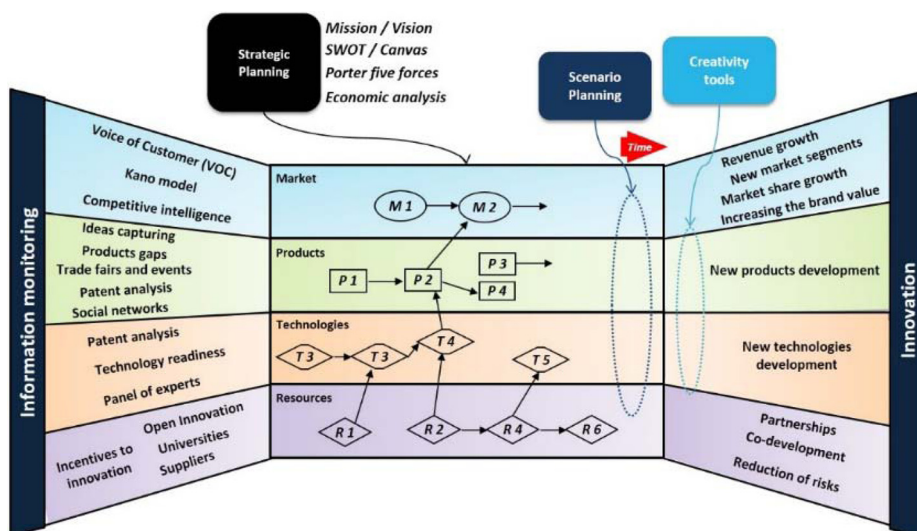 Strategic
Planning
Mission / Vision
SWOT / Canvas
Porter five forces
Economic analysis
Scenario
Planning
Creativity
tools
Time
Information monitoring
Voice of Customer (VOC)
Kano model
Competitive intelligence
Ideas capturing
Products gaps
Trade fairs and events
Patent analysis
Social networks
Patent analysis
Technology readiness
Panel of experts
Open Innovation
Incentives to
innovation
Universities
Suppliers
Market
M 1
M 2
Products
P 1
P 2
P 3
P 4
Technologies
T 3
T 3
T 4
T 5
Resources
R 1
R 2
R 4
R 6
Revenue growth
New market segments
Market share growth
Increasing the brand value
New products development
New technologies
development
Partnerships
Co-development
Reduction of risks
Innovation